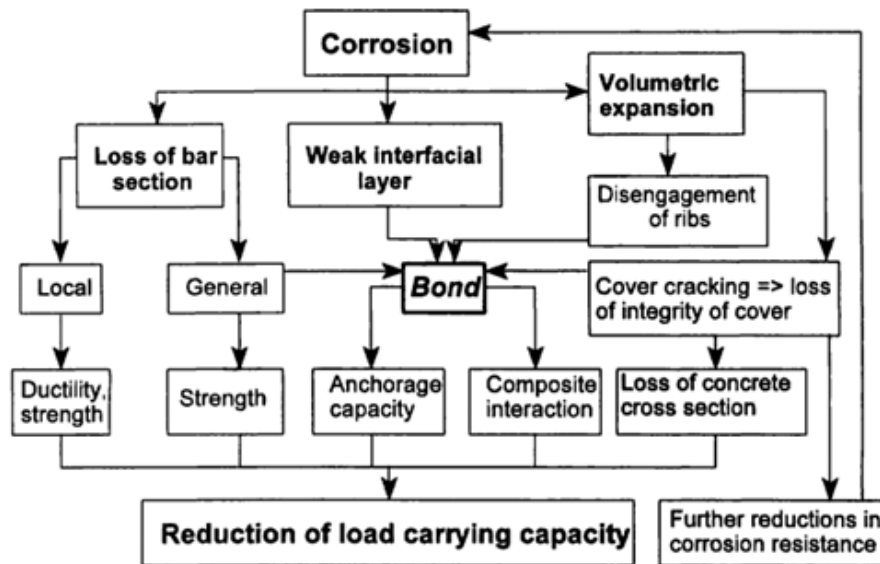 Corrosion
Volumetric
expansion
Loss of bar
section
Weak interfacial
layer
Disengagement
of ribs
Local
General
Bond
Cover cracking => loss
of integrity of cover
Ductility,
strength
Strength
Anchorage
capacity
Composite
interaction
Loss of concrete
cross section
Reduction of load carrying capacity
Further reductions in
corrosion resistance